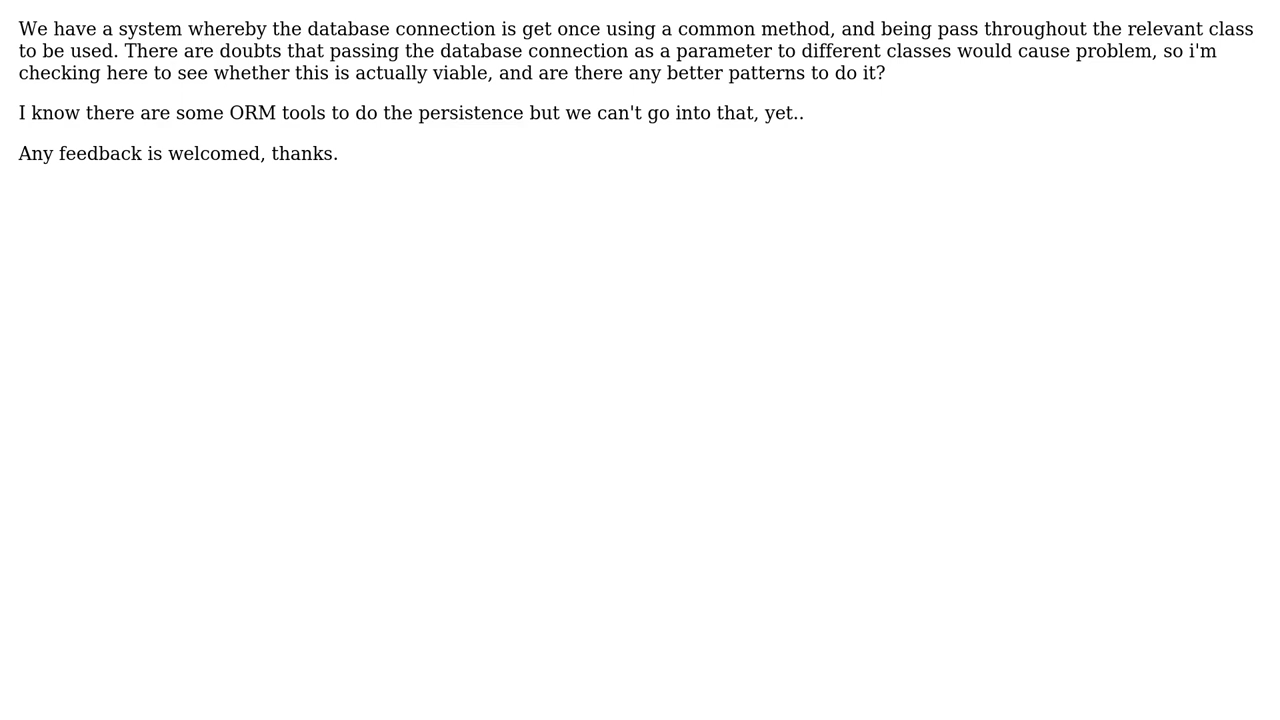 We have a system whereby the database connection is get once using a common method, and being pass throughout the relevant class
to be used. There are doubts that passing the database connection as a parameter to different classes would cause problem, so i'm
checking here to see whether this is actually viable, and are there any better patterns to do it?
I know there are some ORM tools to do the persistence but we can't go into that, yet..
Any feedback is welcomed, thanks.